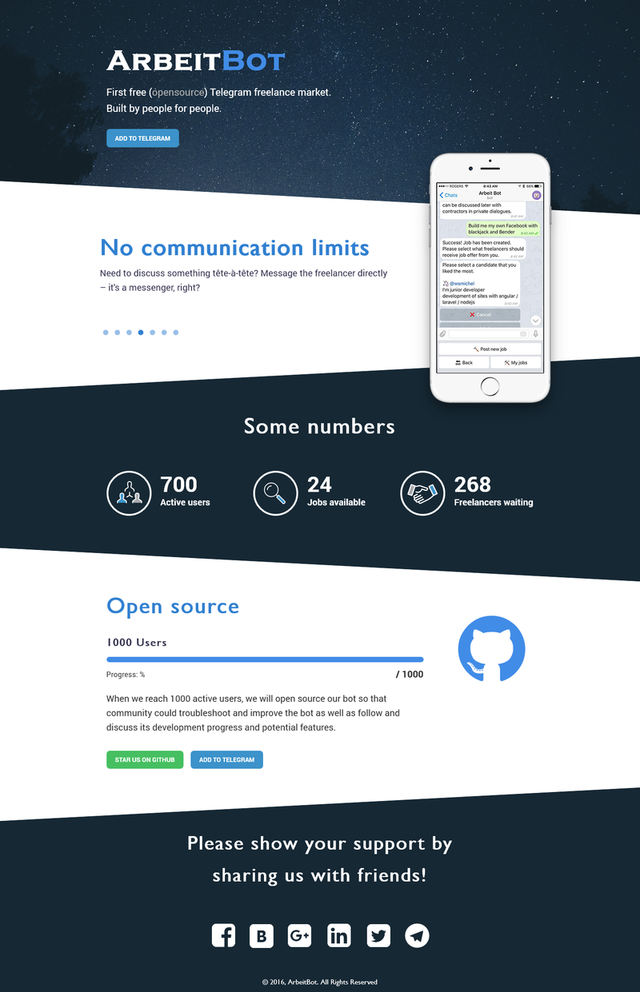 ARBEITBOT
First free (opensource) Telegram freelance market.
Built by people for people.
ADD TO TELEGRAM
ROGERS 8:43 AM 50%
Chats
Arbeit Bot
bot
can be discussed later with
contractors in private dialogues.
Build me my own Facebook with
blackjack and Bender
Success! Job has been created.
Please select what freelancers should
receive job offer from you.
Please select a candidate that you
liked the most.
@wsmichel
I'm junior developer
development of sites with angular /
laravel / nodejs
Cancel
Post new job
Back
My jobs
No communication limits
Need to discuss something tête-à-tête? Message the freelancer directly
– it's a messenger, right?
Some numbers
700
Active users
24
Jobs available
268
Freelancers waiting
Open source
1000 Users
Progress: %
/ 1000
When we reach 1000 active users, we will open source our bot so that
community could troubleshoot and improve the bot as well as follow and
discuss its development progress and potential features.
STAR US ON GITHUB
ADD TO TELEGRAM
Please show your support by
sharing us with friends!
© 2016, ArbeitBot. All Rights Reserved